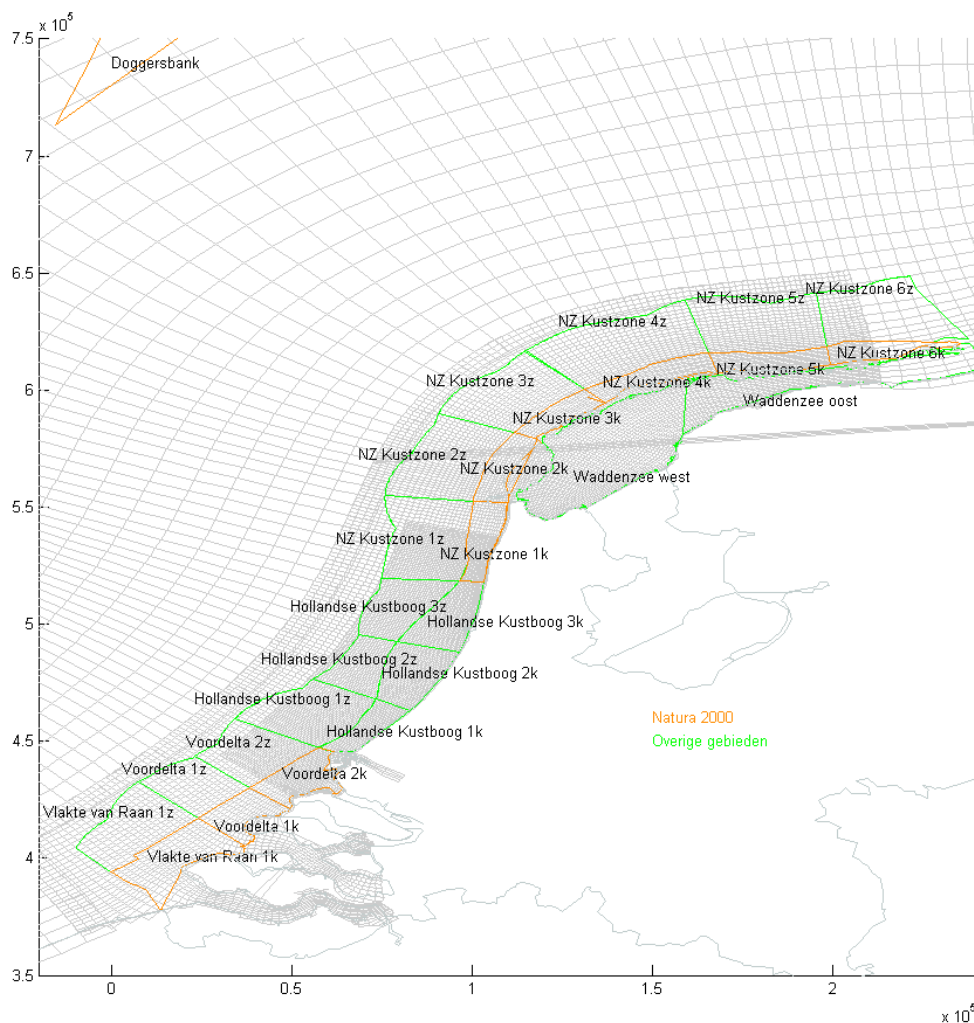 x 10⁵
7.5
Doggersbank
7
6.5
NZ Kustzone 6z
NZ Kustzone 5z
NZ Kustzone 4z
NZ Kustzone 6k
NZ Kustzone 5k
NZ Kustzone 3z
NZ Kustzone 4k
6
Waddenzee oost
NZ Kustzone 3k
NZ Kustzone 2z
NZ Kustzone 2k
Waddenzee west
5.5
NZ Kustzone 1z
NZ Kustzone 1k
Hollandse Kustboog 3z
5
Hollandse Kustboog 3k
Hollandse Kustboog 2z
Hollandse Kustboog 2k
Hollandse Kustboog 1z
Natura 2000
Hollandse Kustboog 1k
Overige gebieden
4.5
Voordelta 2z
Voordelta 1z
Voordelta 2k
Vlakte van Raan 1z
Voordelta 1k
4
Vlakte van Raan 1k
3.5
0
0.5
1
1.5
2
x 10⁵